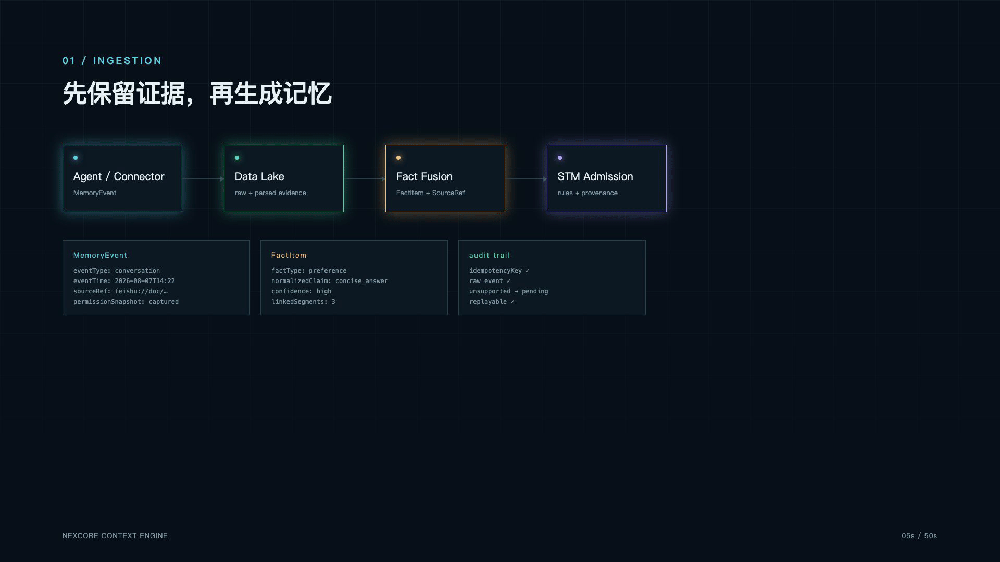 01 / INGESTION
先保留证据，再生成记忆
Agent / Connector
MemoryEvent
Data Lake
raw + parsed evidence
Fact Fusion
FactItem + SourceRef
STM Admission
rules + provenance
MemoryEvent
eventType: conversation
eventTime: 2026-08-07T14:22
sourceRef: feishu://doc/…
permissionSnapshot: captured
FactItem
factType: preference
normalizedClaim: concise_answer
confidence: high
linkedSegments: 3
audit trail
idempotencyKey ✓
raw event ✓
unsupported → pending
replayable ✓
NEXCORE CONTEXT ENGINE
05s / 50s